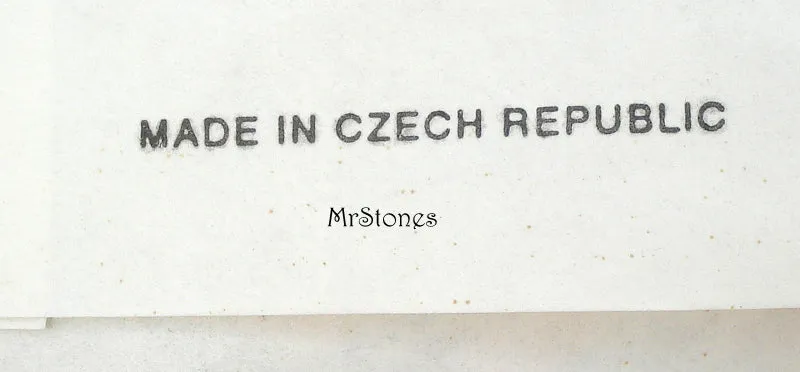 MADE IN CZECH REPUBLIC
MrStones